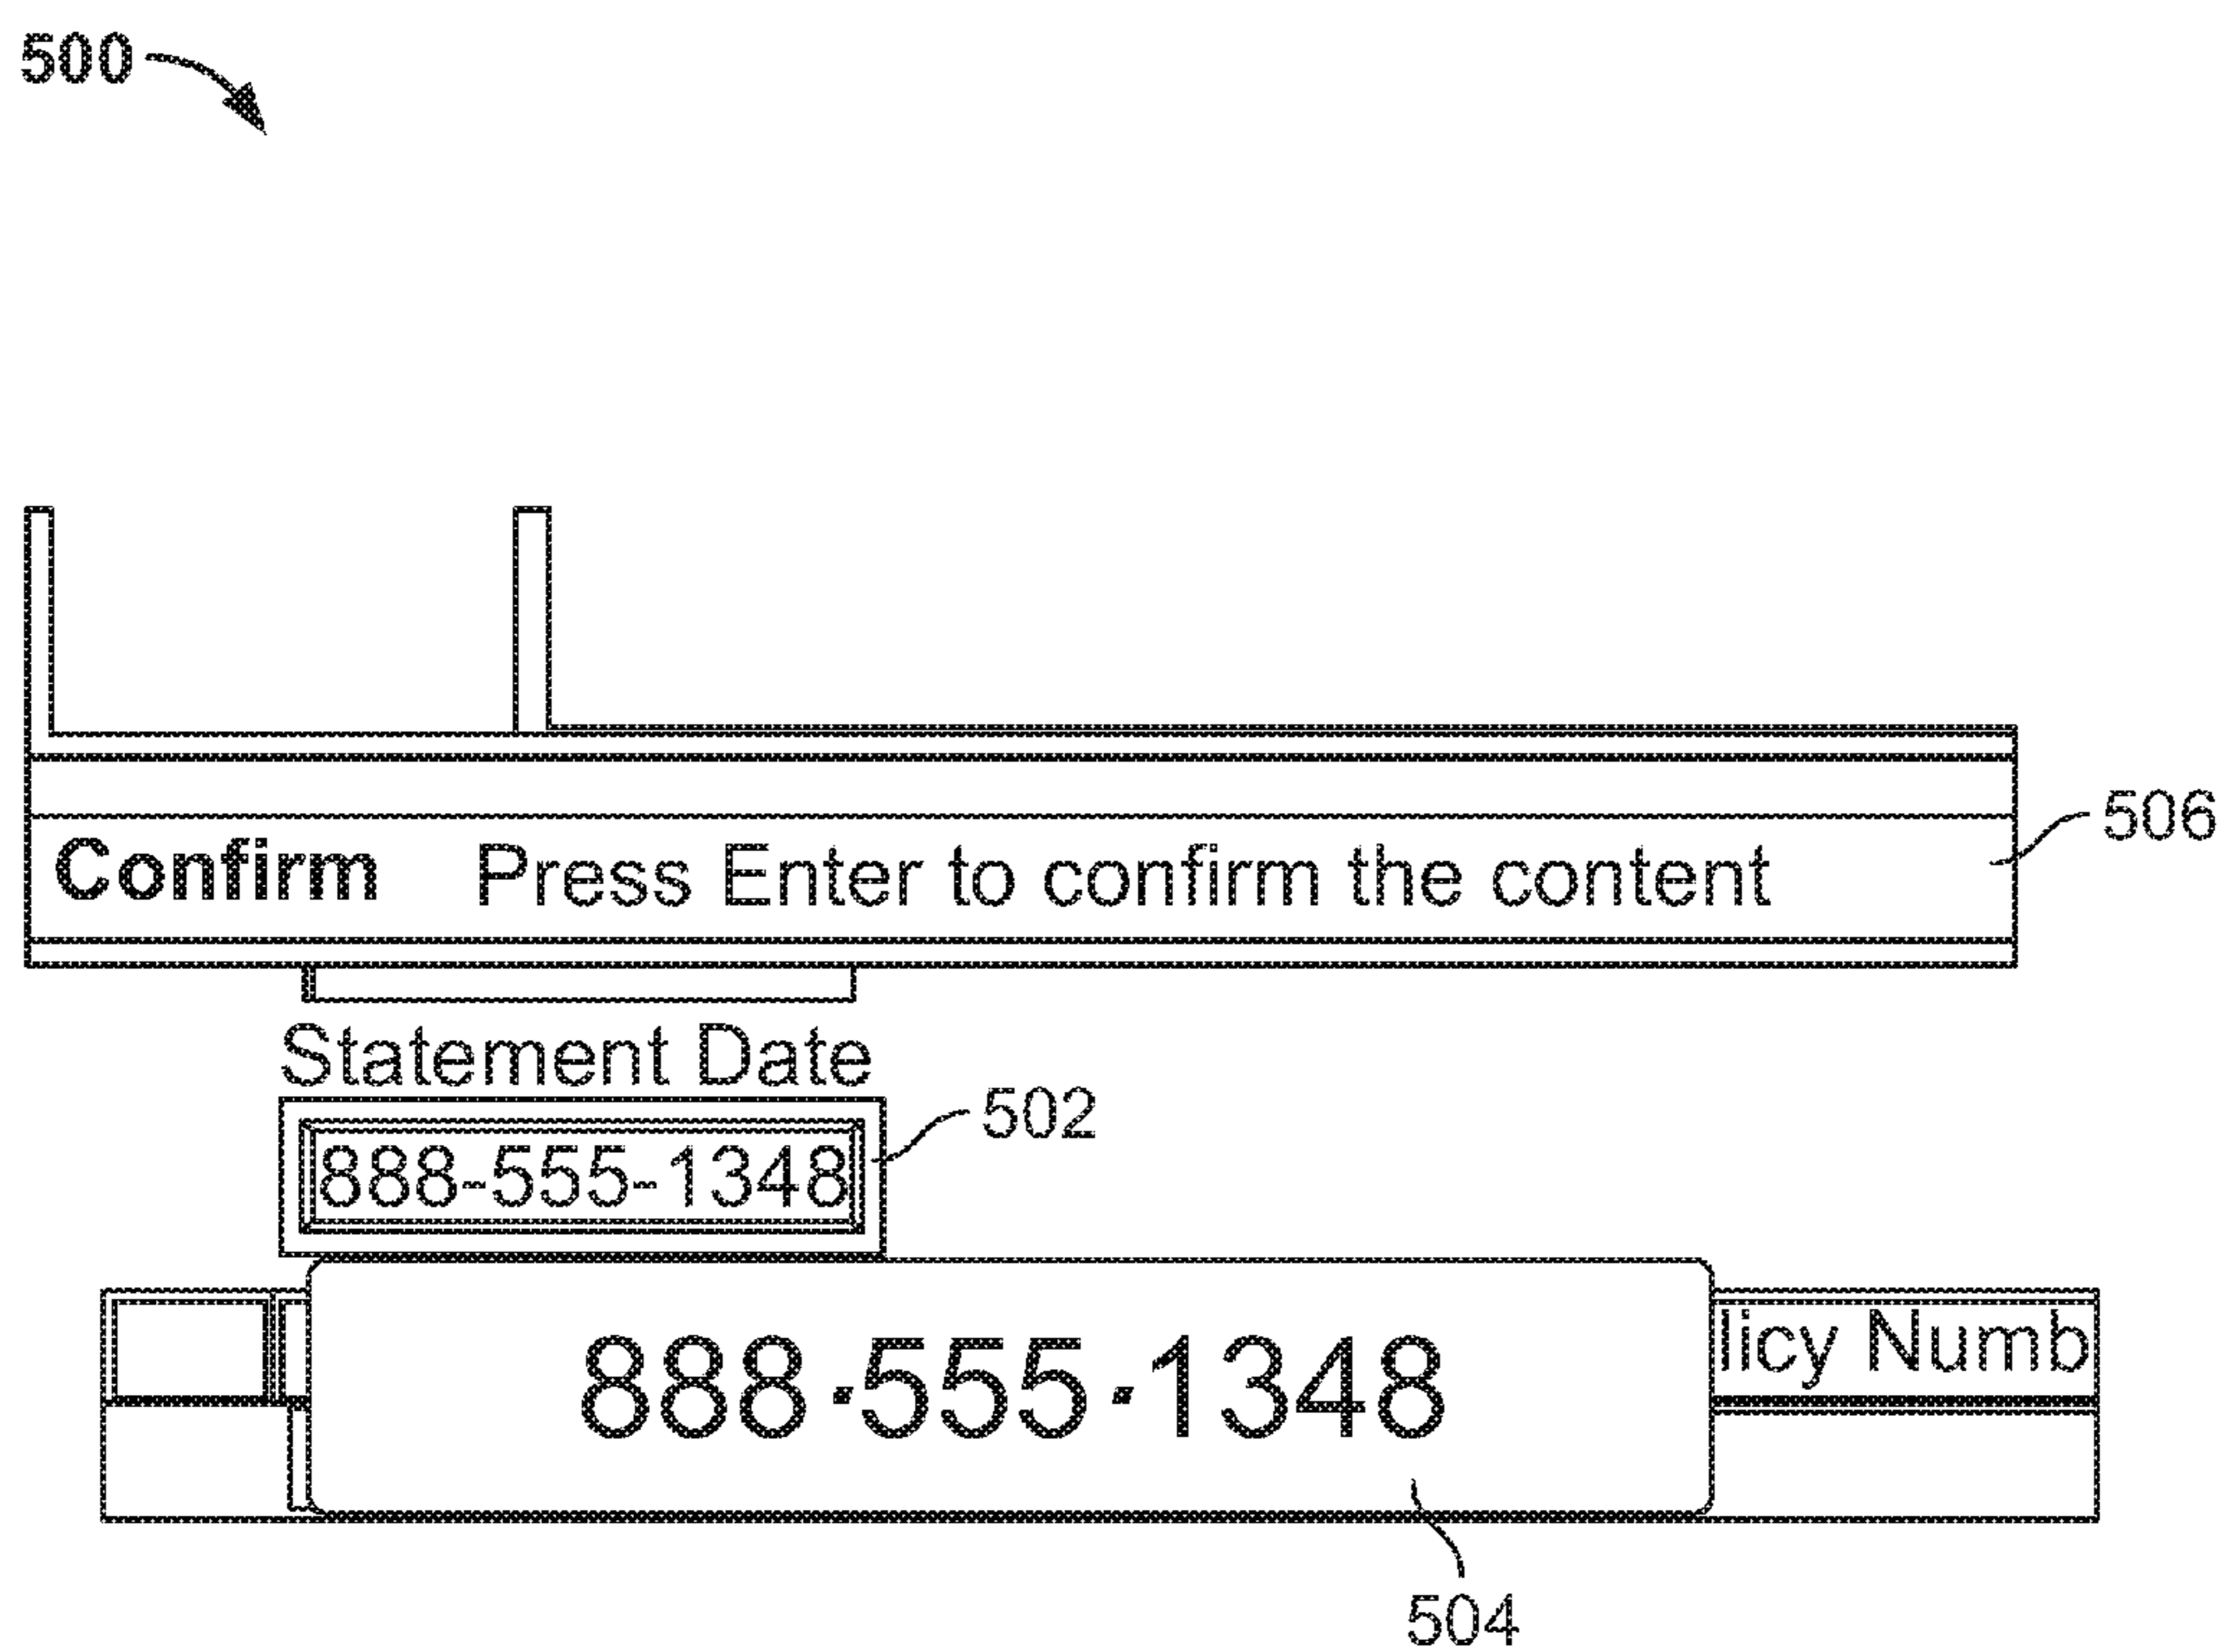 500
506
Confirm Press Enter to confirm the content
Statement Date
502
888-555-1348
licy Numb
888-555-1348
504